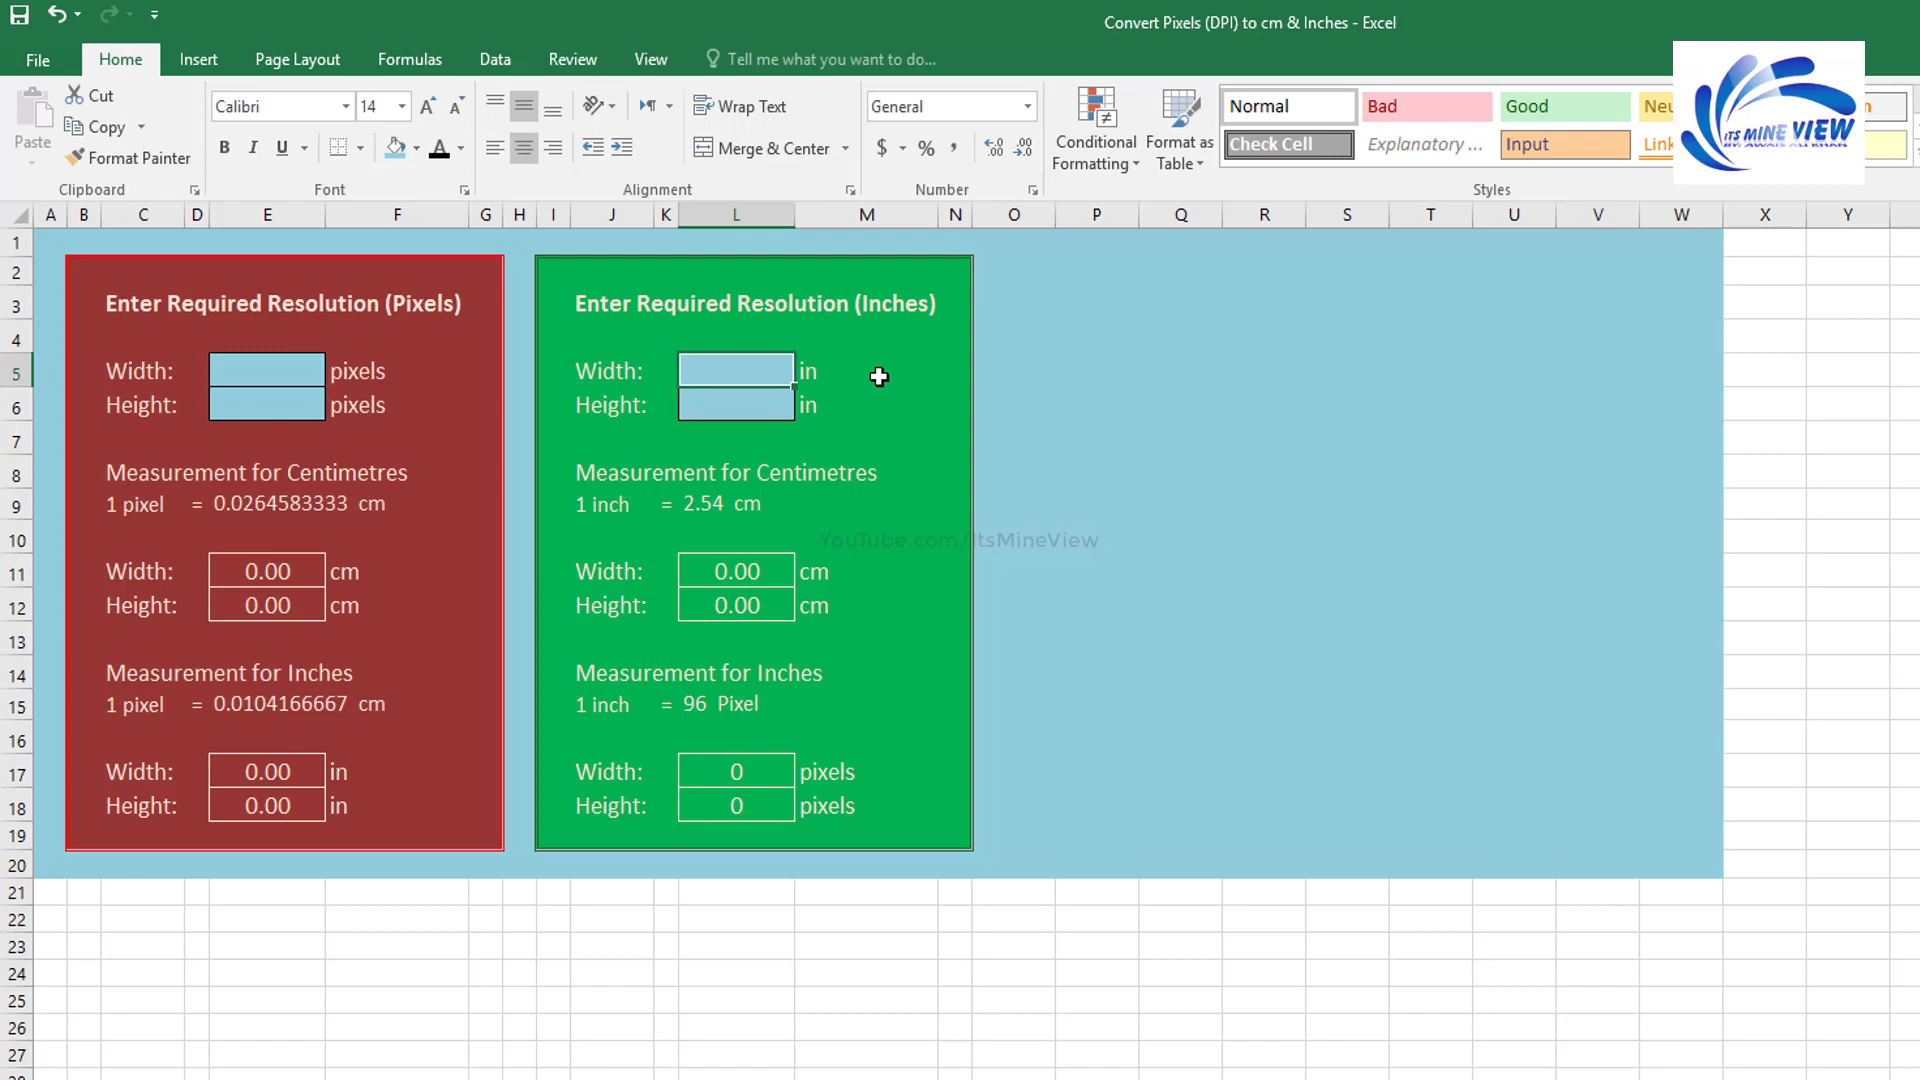 Convert Pixels (DPI) to cm & Inches - Excel
File Home Insert Page Layout Formulas Data Review View Tell me what you want to do...
Cut
Copy
Format Painter
Paste
Clipboard
Calibri 14
B I U
Font
Wrap Text
Merge & Center
Alignment
General
$ % ,
Number
Conditional Formatting
Format as Table
Normal Bad Good Neu
Check Cell Explanatory ... Input Link
Styles
ITS MINE VIEW
A B C D E F G H I J K L M N O P Q R S T U V W X Y
1
2
3
4
5
6
7
8
9
10
11
12
13
14
15
16
17
18
19
20
21
22
23
24
25
26
27
Enter Required Resolution (Pixels)
Width: pixels
Height: pixels
Measurement for Centimetres
1 pixel = 0.0264583333 cm
Width: 0.00 cm
Height: 0.00 cm
Measurement for Inches
1 pixel = 0.0104166667 cm
Width: 0.00 in
Height: 0.00 in
Enter Required Resolution (Inches)
Width: in
Height: in
Measurement for Centimetres
1 inch = 2.54 cm
YouTube.com/ItsMineView
Width: 0.00 cm
Height: 0.00 cm
Measurement for Inches
1 inch = 96 Pixel
Width: 0 pixels
Height: 0 pixels